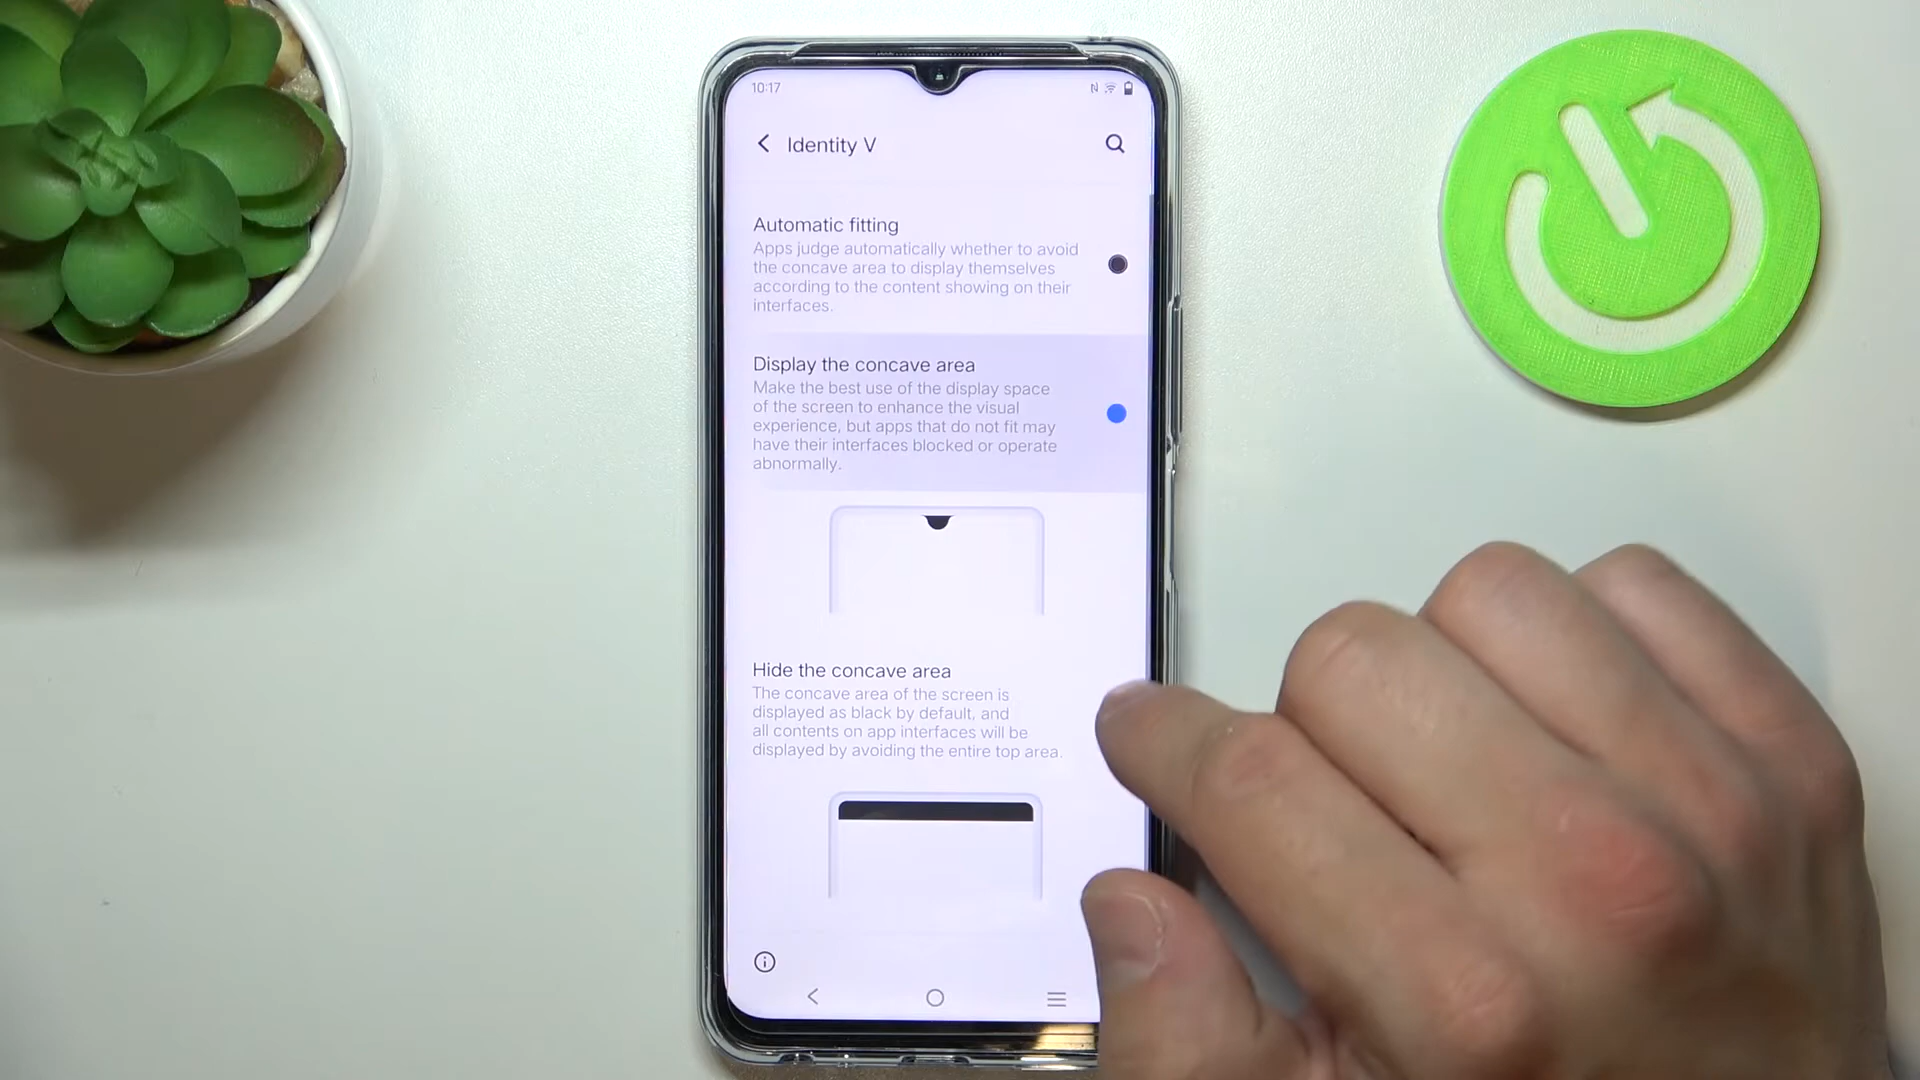 10:17
Identity V
Automatic fitting
Apps judge automatically whether to avoid
the concave area to display themselves
according to the content showing on their
interfaces.
Display the concave area
Make the best use of the display space
of the screen to enhance the visual
experience, but apps that do not fit may
have their interfaces blocked or operate
abnormally.
Hide the concave area
The concave area of the screen is
displayed as black by default, and
all contents on app interfaces will be
displayed by avoiding the entire top area.